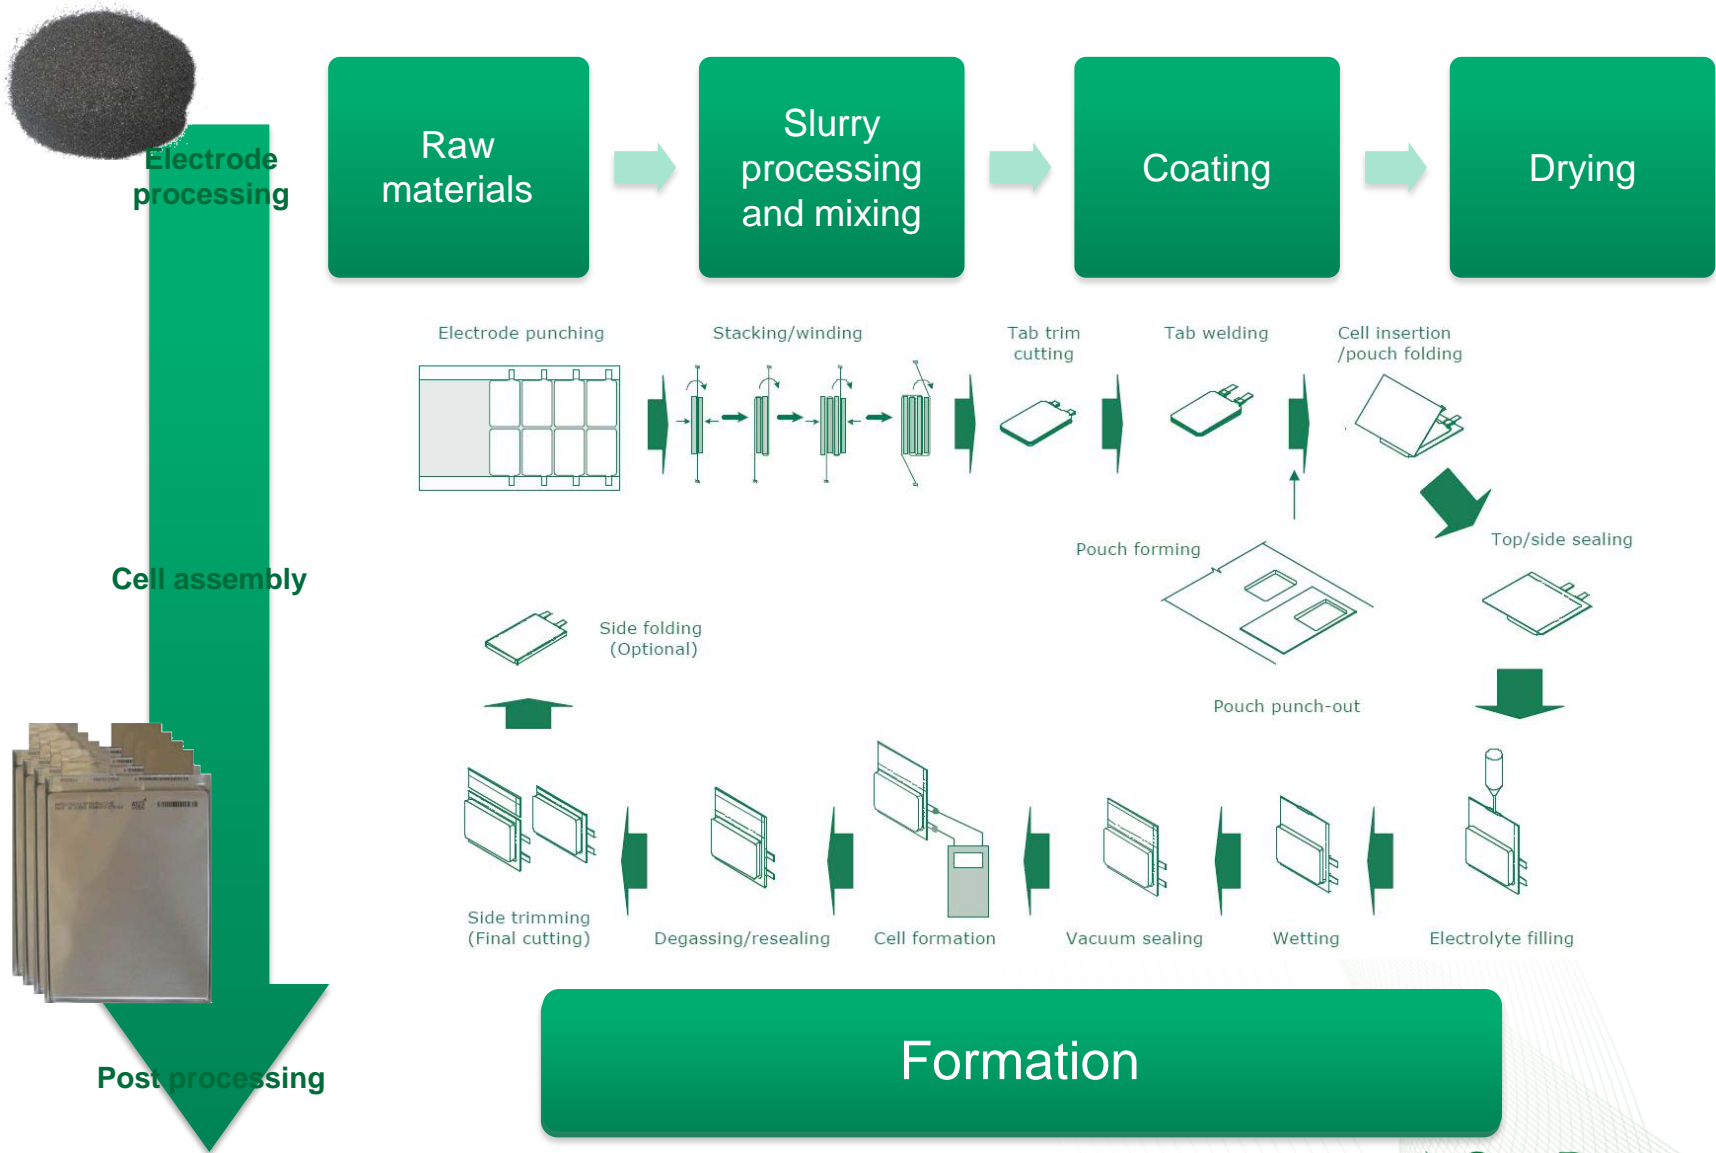 Electrode
processing
Raw
materials
Slurry
processing
and mixing
Coating
Drying
Electrode punching
Stacking/winding
Tab trim
cutting
Tab welding
Cell insertion
/pouch folding
Cell assembly
Pouch forming
Top/side sealing
Side folding
(Optional)
Pouch punch-out
Side trimming
(Final cutting)
Degassing/resealing
Cell formation
Vacuum sealing
Wetting
Electrolyte filling
Post processing
Formation